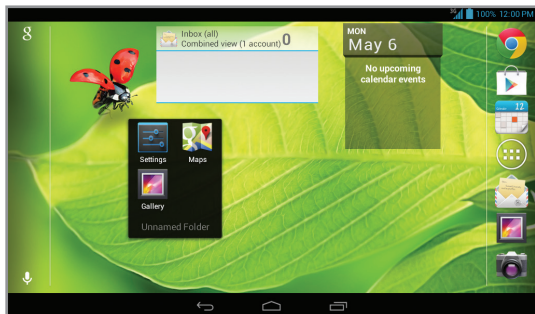 3G 100% 12:00 PM
g
Inbox (all)
Combined view (1 account) 0
MON
May 6
No upcoming
calendar events
12
Settings
Maps
Gallery
Unnamed Folder